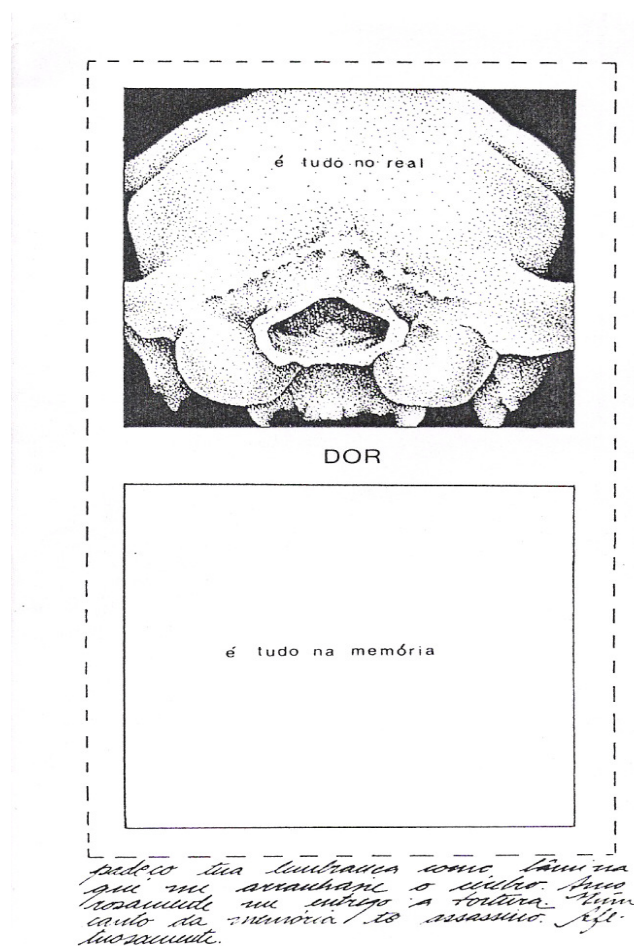 é tudo no real
DOR
é tudo na memória
padeço tua lembrança como lâmina
que me arranhasse o cérebro. Amo
rosamente me entrego a tortura. Num
canto da memória te assassino. Afe-
tuosamente.